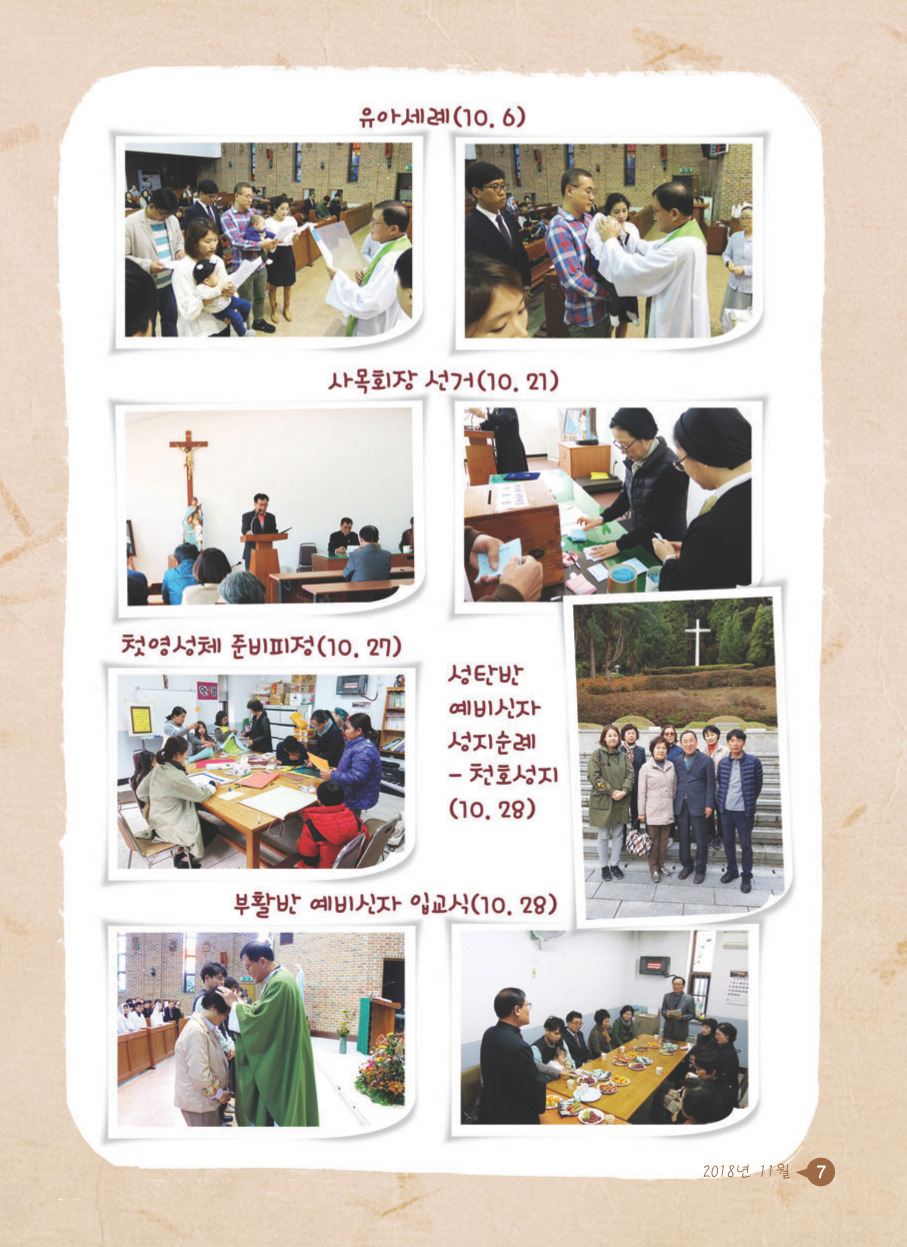 유아세례(10. 6)
사목회장 선거(10. 21)
첫영성체 준비피정(10. 27)
성탄반
예비신자
성지순례
- 천호성지
(10. 28)
부활반 예비신자 입교식(10. 28)
2018년 11월 7